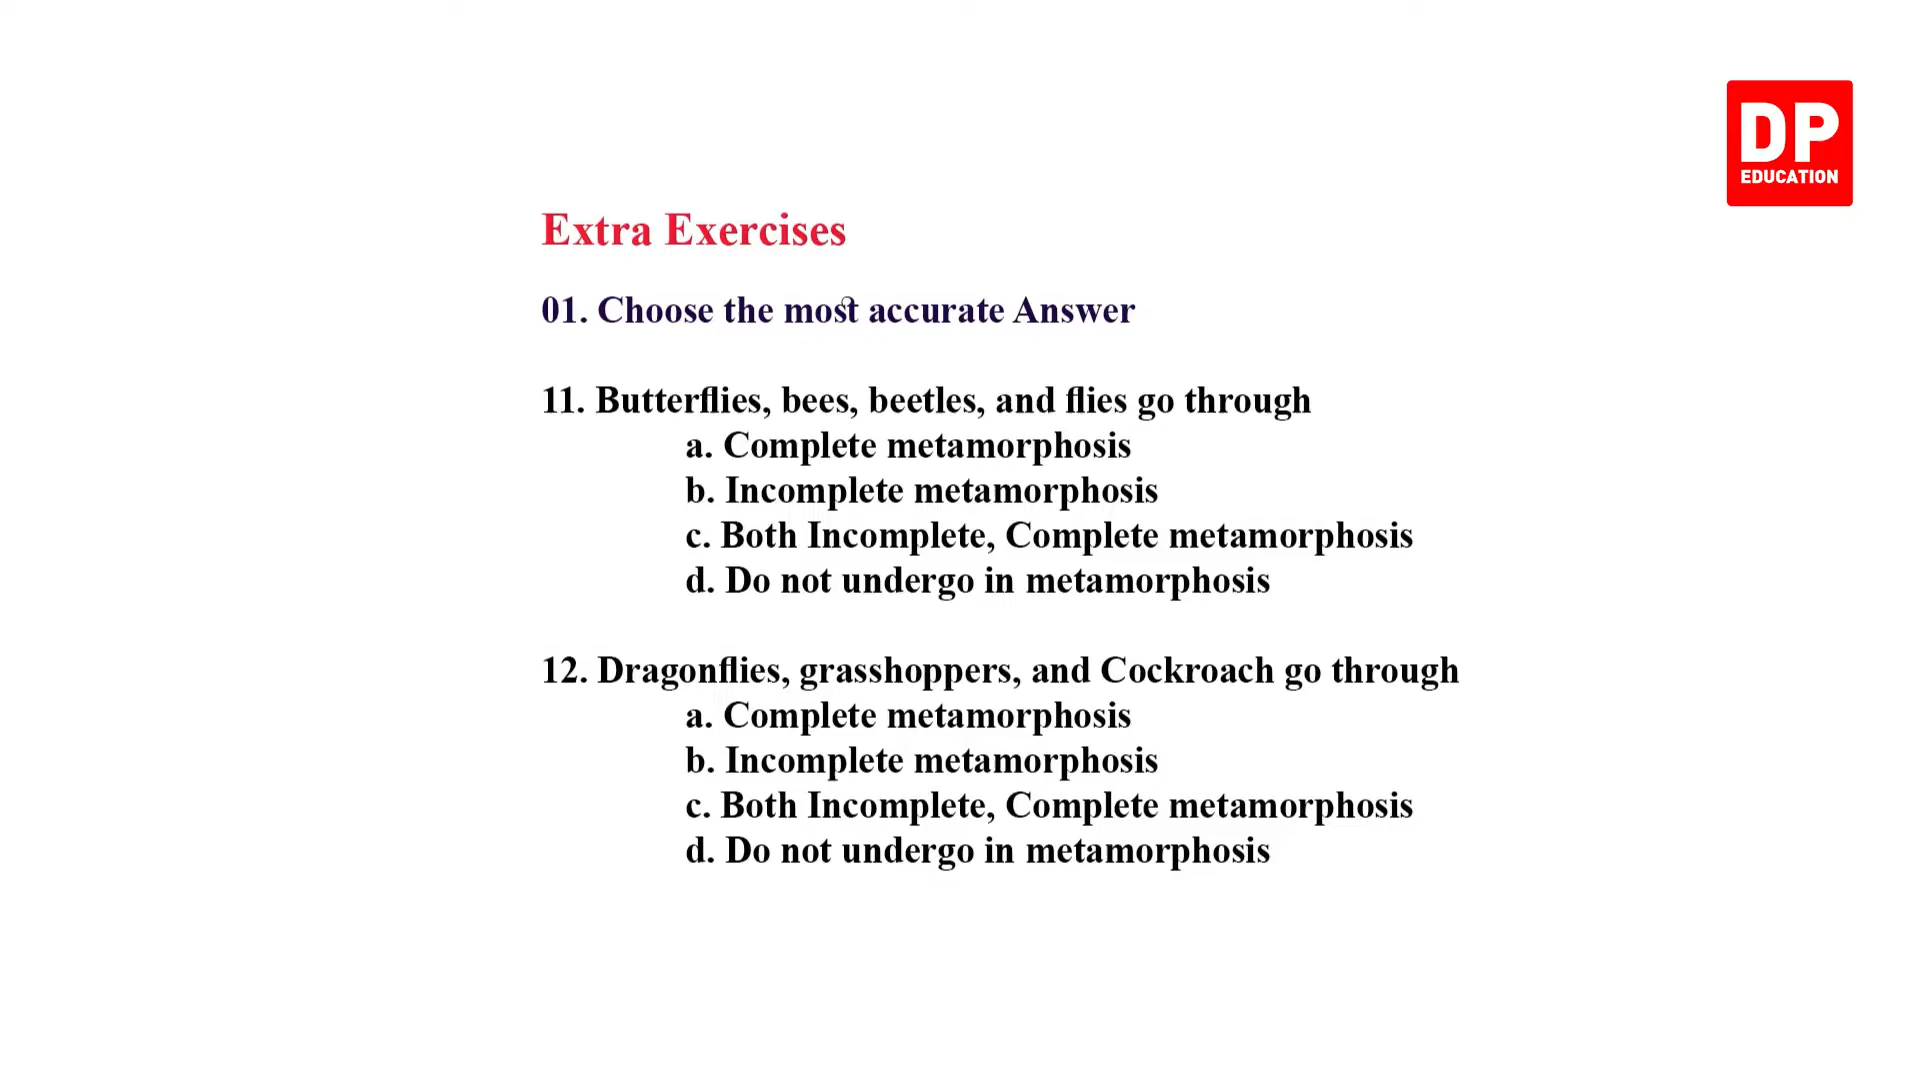 DP
EDUCATION
Extra Exercises
01. Choose the most accurate Answer
11. Butterflies, bees, beetles, and flies go through
a. Complete metamorphosis
b. Incomplete metamorphosis
c. Both Incomplete, Complete metamorphosis
d. Do not undergo in metamorphosis
12. Dragonflies, grasshoppers, and Cockroach go through
a. Complete metamorphosis
b. Incomplete metamorphosis
c. Both Incomplete, Complete metamorphosis
d. Do not undergo in metamorphosis